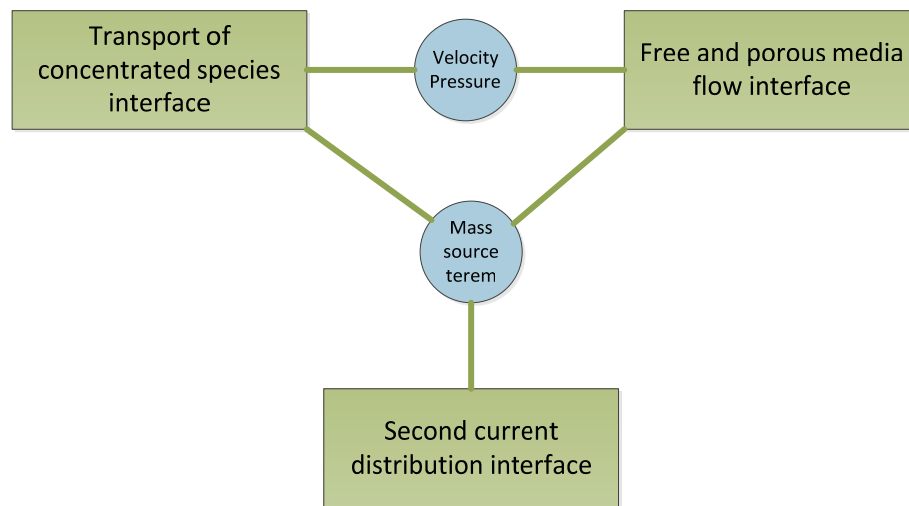 Transport of
concentrated species
interface
Velocity
Pressure
Free and porous media
flow interface
Mass
source
terem
Second current
distribution interface